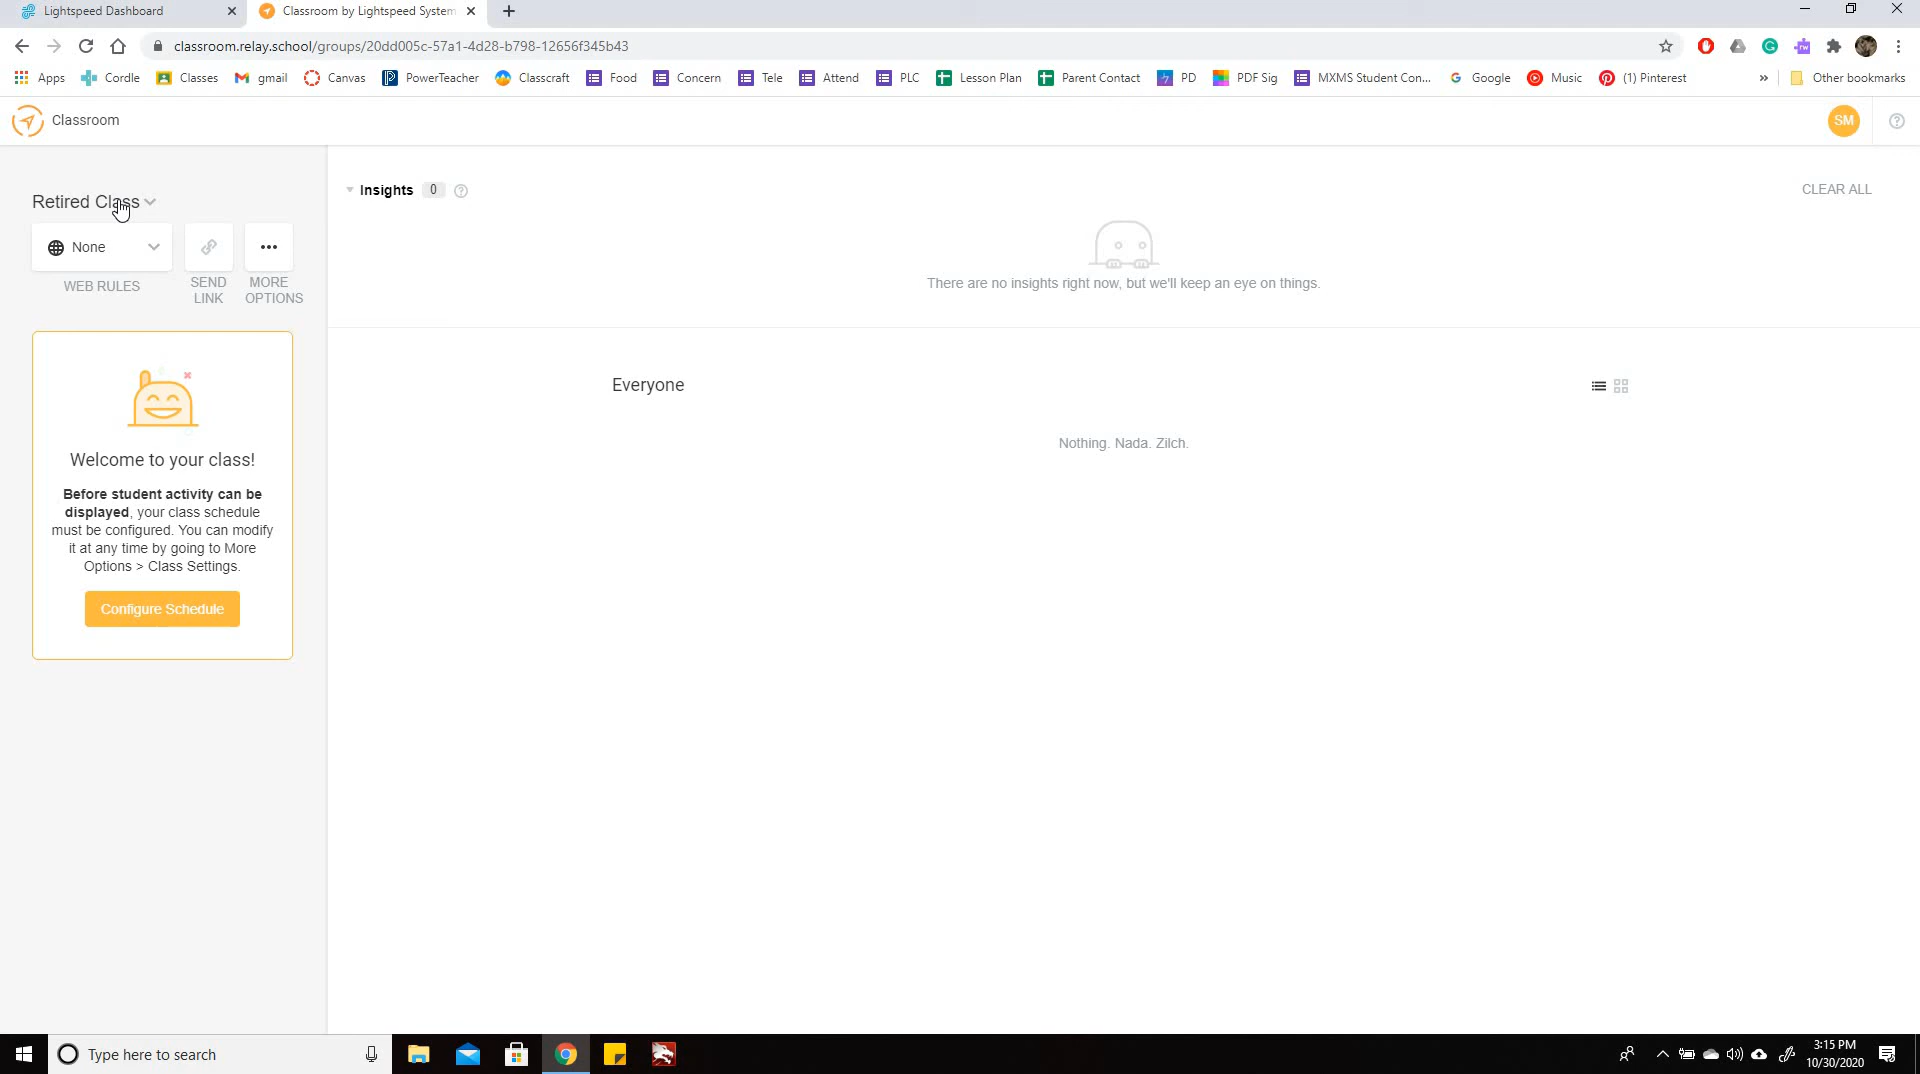 Lightspeed Dashboard
Classroom by Lightspeed System
classroom.relay.school/groups/20dd005c-57a1-4d28-b798-12656f345b43
Apps Cordle Classes gmail Canvas PowerTeacher Classcraft Food Concern Tele Attend PLC Lesson Plan Parent Contact PD PDF Sig MXMS Student Con... Google Music (1) Pinterest » Other bookmarks
Classroom
SM
Retired Class
Insights 0
CLEAR ALL
None
WEB RULES
SEND LINK
MORE OPTIONS
There are no insights right now, but we'll keep an eye on things.
Everyone
Nothing. Nada. Zilch.
Welcome to your class!
Before student activity can be
displayed, your class schedule
must be configured. You can modify
it at any time by going to More
Options > Class Settings.
Configure Schedule
Type here to search
3:15 PM
10/30/2020